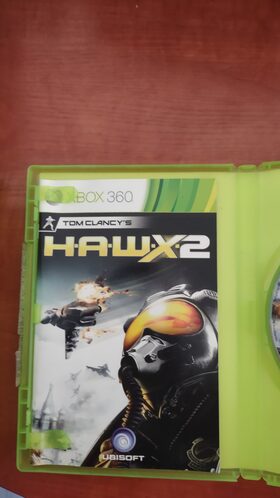 XBOX 360
TOM CLANCY'S
H·A·W·X·2
UBISOFT